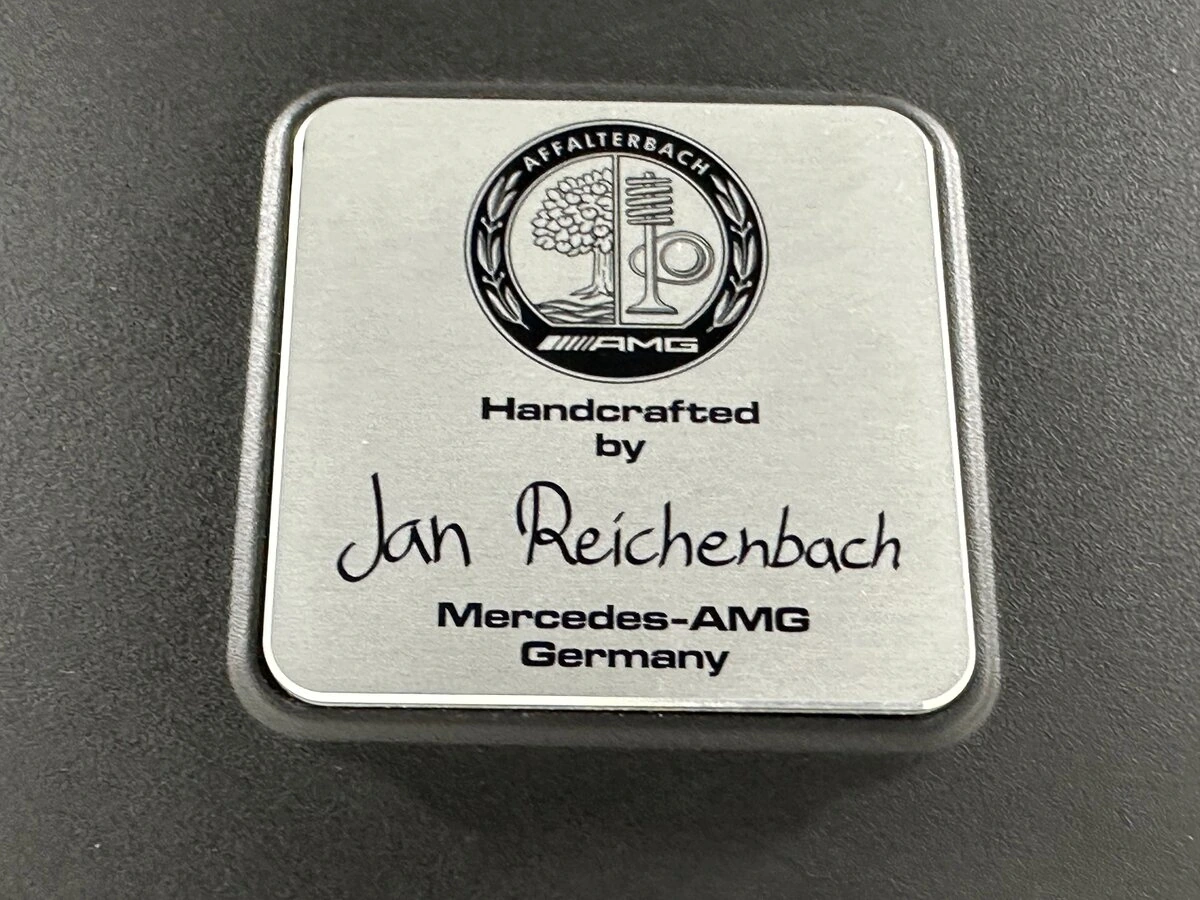 AFFALTERBACH
AMG
Handcrafted
by
Jan Reichenbach
Mercedes-AMG
Germany